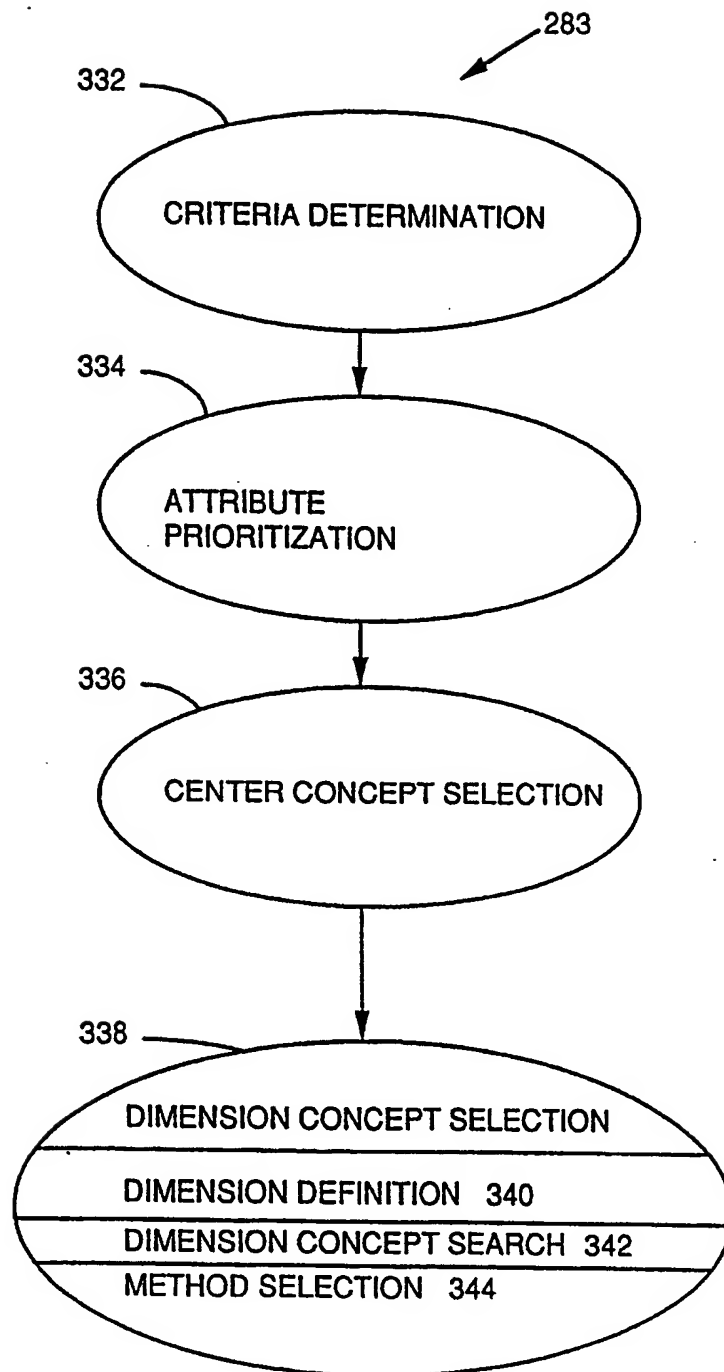 283
332
CRITERIA DETERMINATION
334
ATTRIBUTE
PRIORITIZATION
336
CENTER CONCEPT SELECTION
338
DIMENSION CONCEPT SELECTION
DIMENSION DEFINITION 340
DIMENSION CONCEPT SEARCH 342
METHOD SELECTION 344